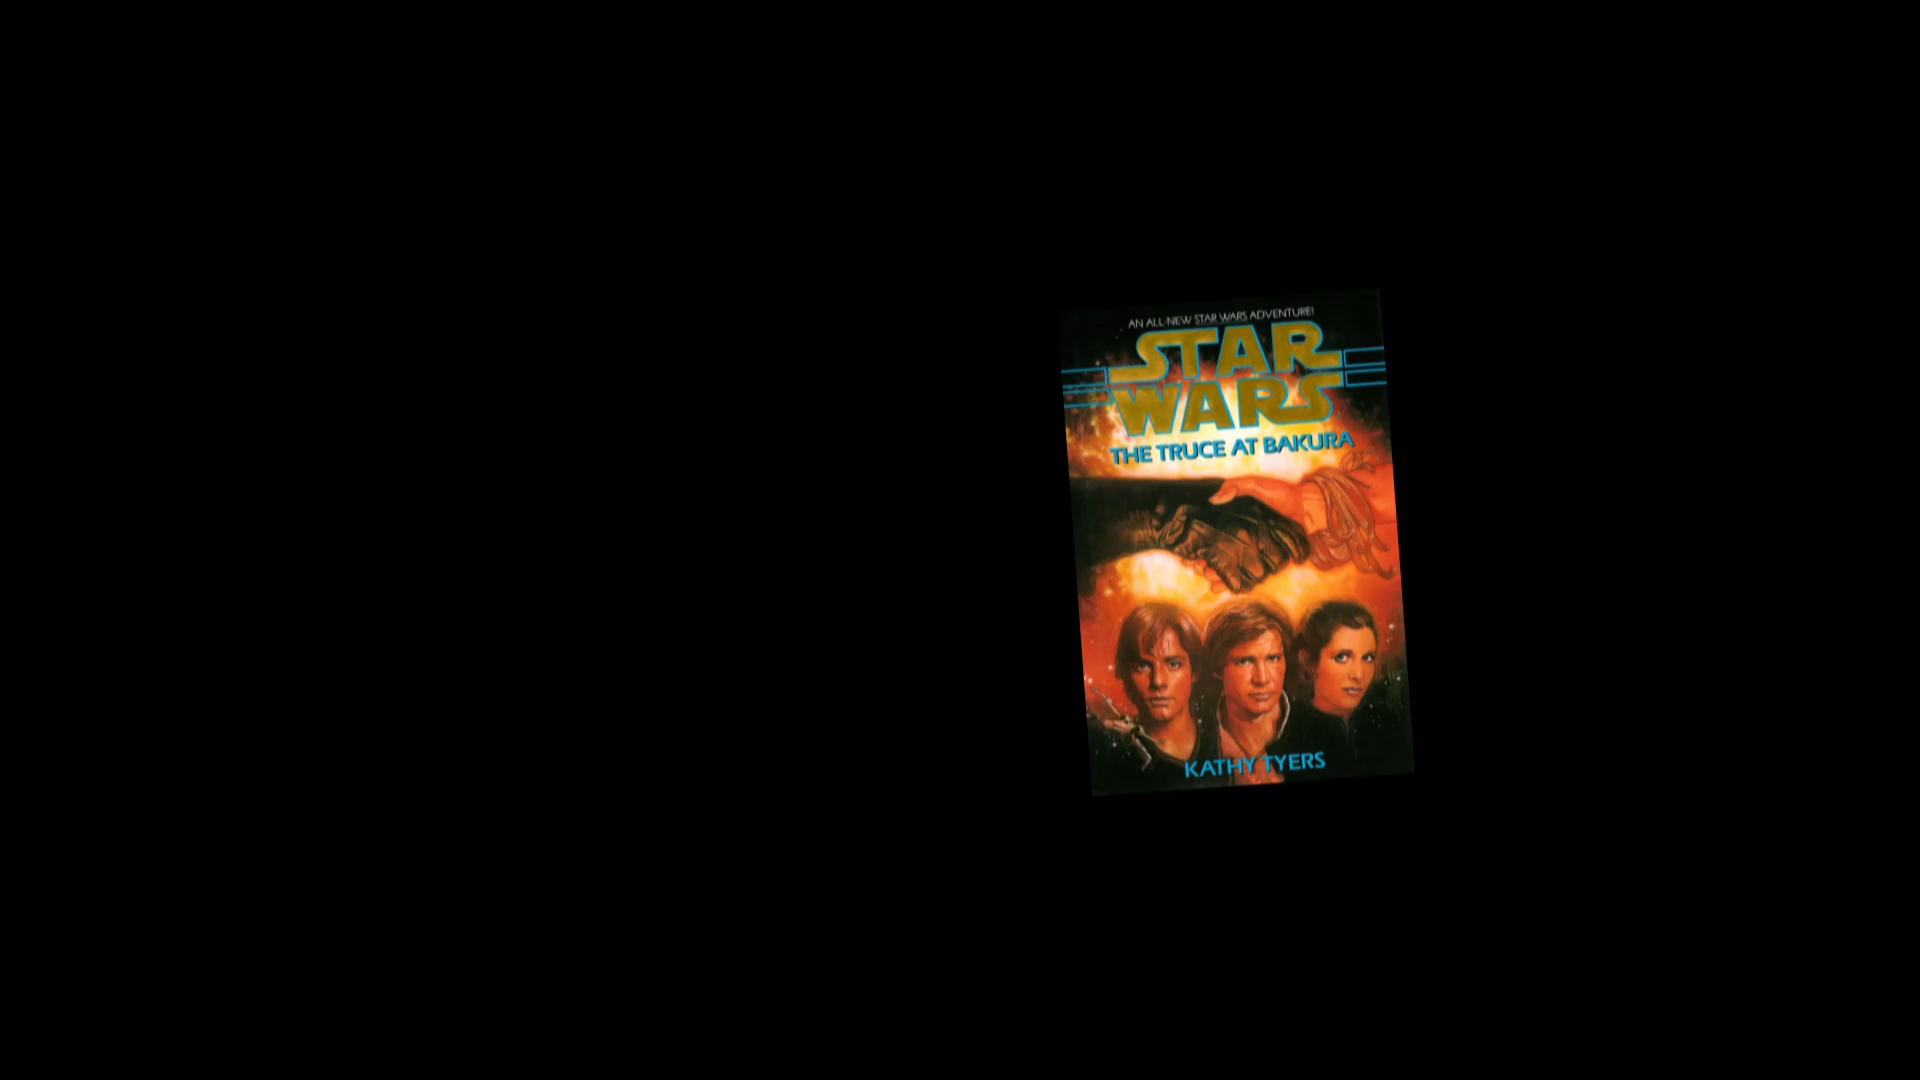 AN ALL-NEW STAR WARS ADVENTURE!
STAR
WARS
THE TRUCE AT BAKURA
KATHY TYERS